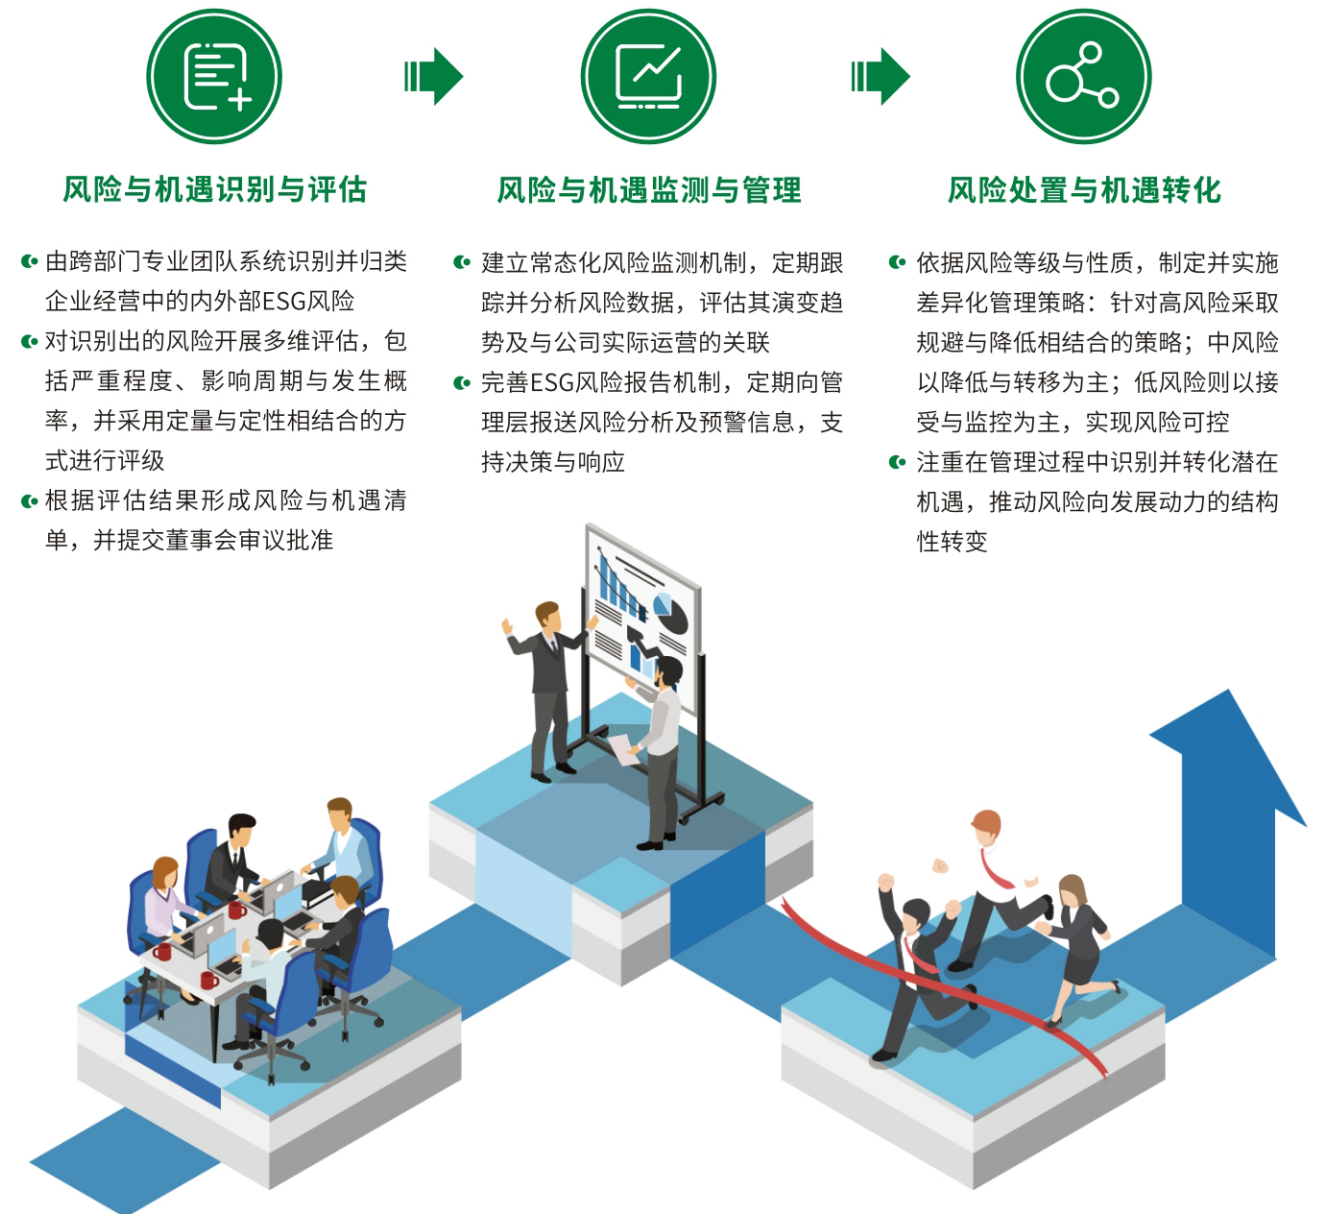 风险与机遇识别与评估
由跨部门专业团队系统识别并归类
企业经营中的内外部ESG风险
对识别出的风险开展多维评估，包
括严重程度、影响周期与发生概
率，并采用定量与定性相结合的方
式进行评级
根据评估结果形成风险与机遇清
单，并提交董事会审议批准
风险与机遇监测与管理
建立常态化风险监测机制，定期跟
踪并分析风险数据，评估其演变趋
势及与公司实际运营的关联
完善ESG风险报告机制，定期向管
理层报送风险分析及预警信息，支
持决策与响应
风险处置与机遇转化
依据风险等级与性质，制定并实施
差异化管理策略：针对高风险采取
规避与降低相结合的策略；中风险
以降低与转移为主；低风险则以接
受与监控为主，实现风险可控
注重在管理过程中识别并转化潜在
机遇，推动风险向发展动力的结构
性转变